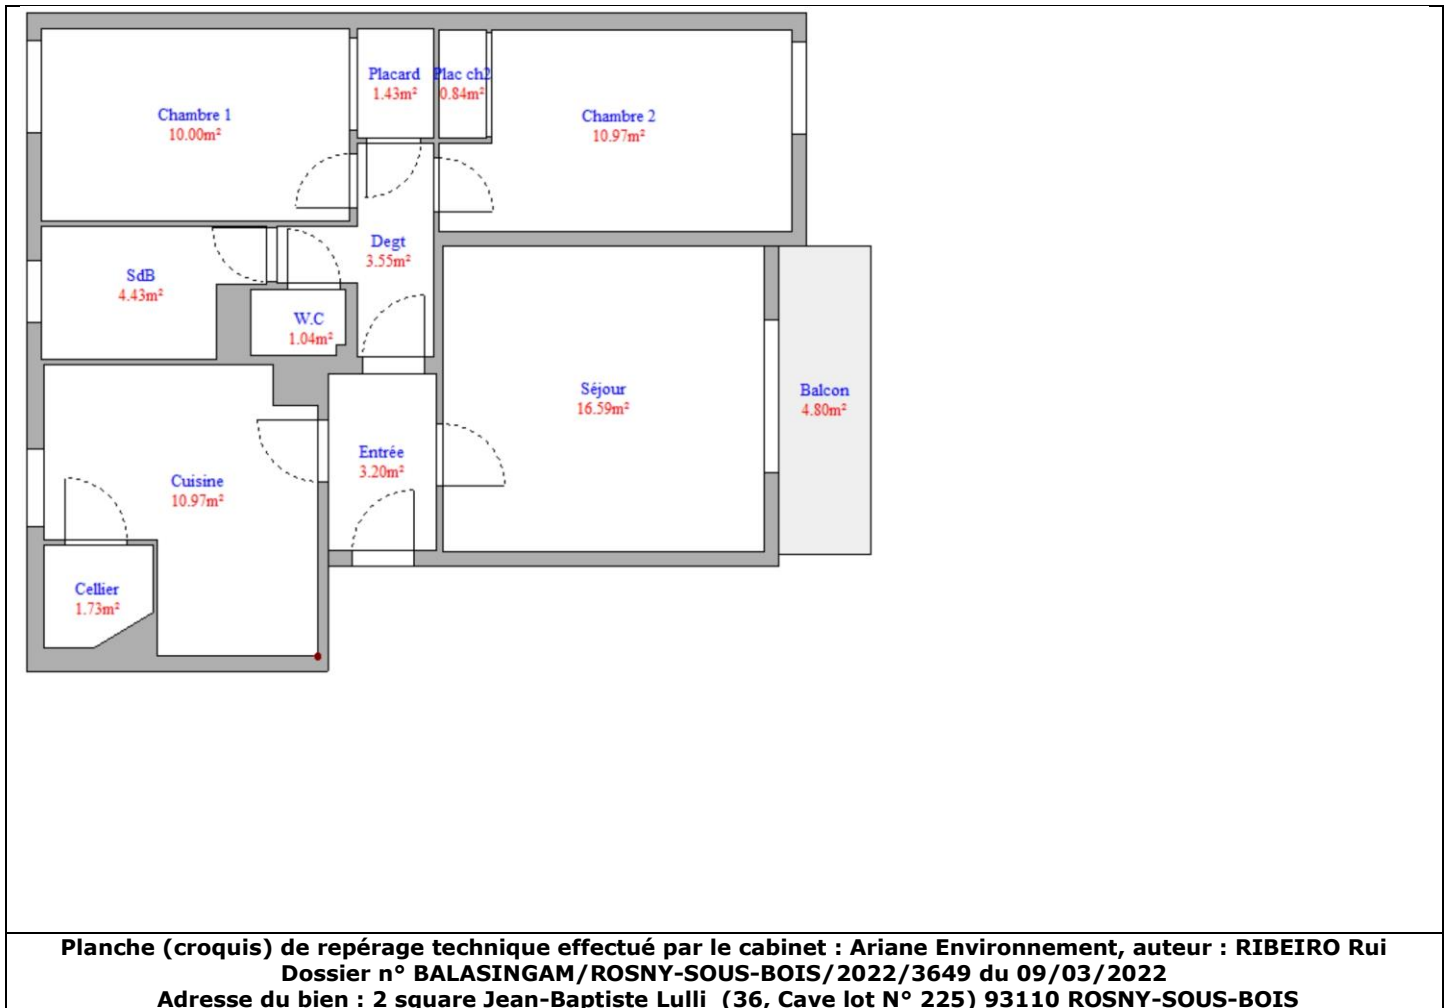 Placard
1.43m²
Plac ch2
0.84m²
Chambre 1
10.00m²
Chambre 2
10.97m²
Degt
3.55m²
SdB
4.43m²
W.C
1.04m²
Séjour
16.59m²
Balcon
4.80m²
Entrée
3.20m²
Cuisine
10.97m²
Cellier
1.73m²
Planche (croquis) de repérage technique effectué par le cabinet : Ariane Environnement, auteur : RIBEIRO Rui
Dossier n° BALASINGAM/ROSNY-SOUS-BOIS/2022/3649 du 09/03/2022
Adresse du bien : 2 square Jean-Baptiste Lulli (36, Cave lot N° 225) 93110 ROSNY-SOUS-BOIS